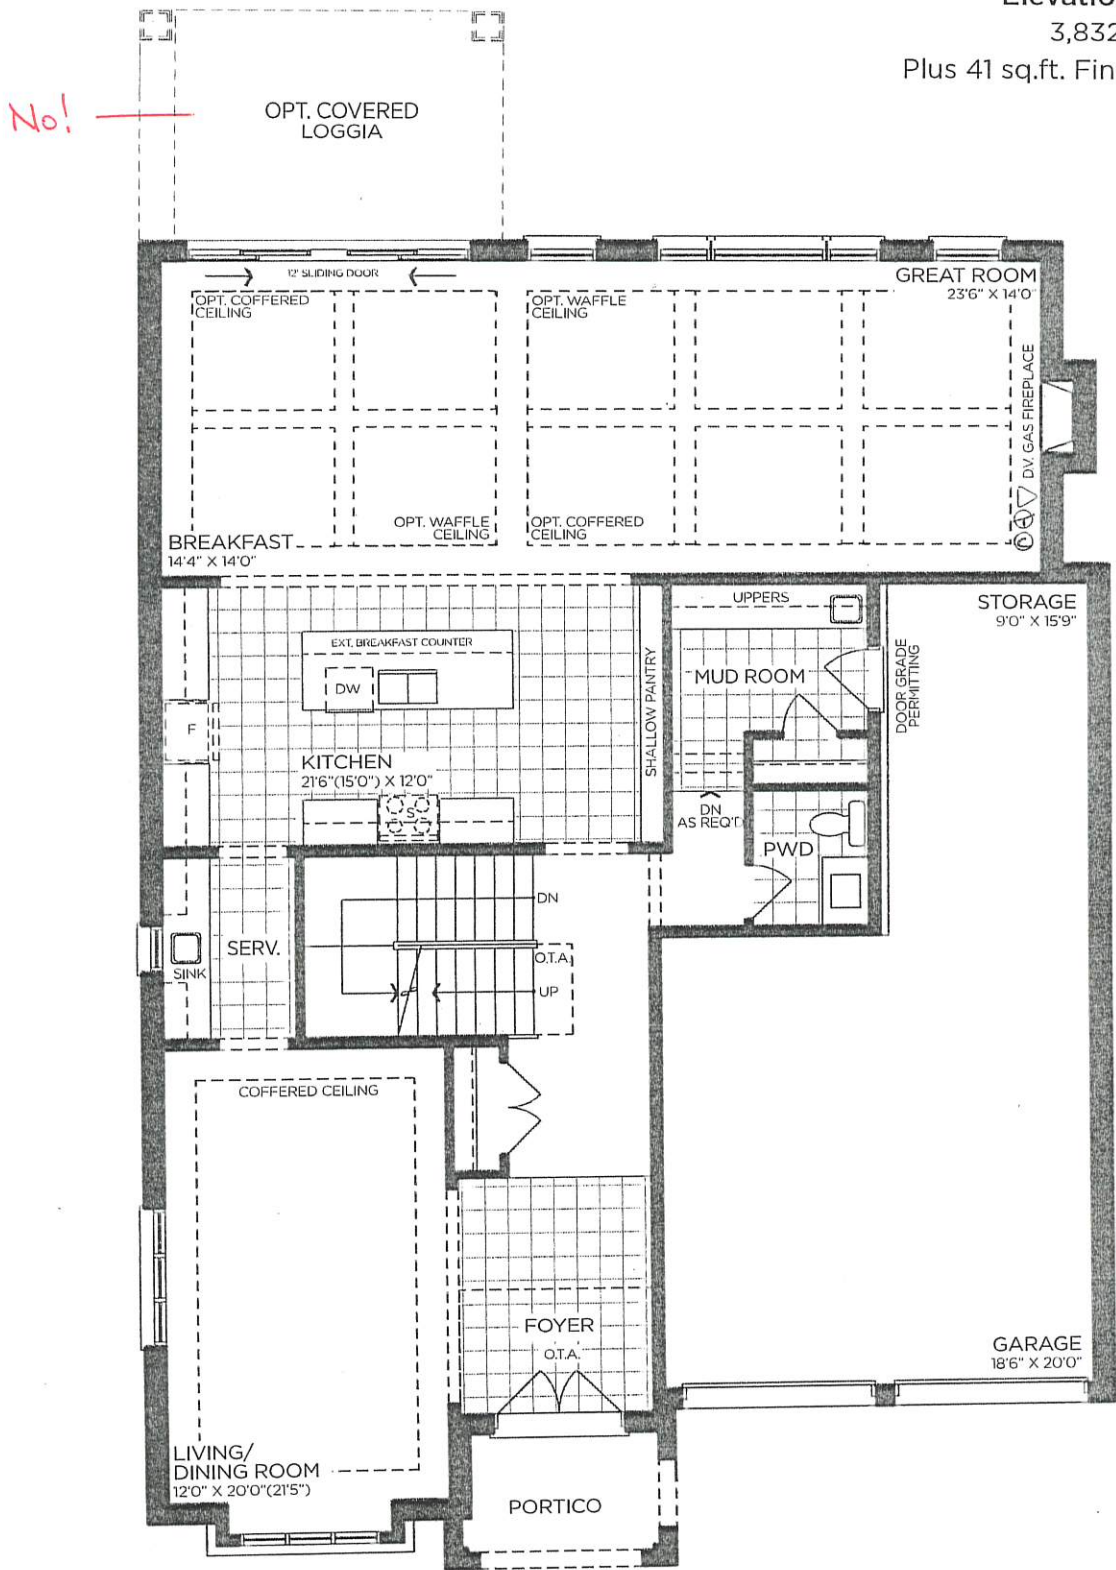 Elevatio
3,832
Plus 41 sq.ft. Fin
No!
OPT. COVERED
LOGGIA
12' SLIDING DOOR
GREAT ROOM
23'6" X 14'0"
OPT. COFFERED
CEILING
OPT. WAFFLE
CEILING
D.V. GAS FIREPLACE
OPT. WAFFLE
CEILING
OPT. COFFERED
CEILING
BREAKFAST
14'4" X 14'0"
UPPERS
STORAGE
9'0" X 15'9"
EXT. BREAKFAST COUNTER
DW
MUD ROOM
DOOR GRADE
PERMITTING
SHALLOW PANTRY
F
KITCHEN
21'6"(15'0") X 12'0"
S
DN
AS REQ'D
PWD
DN
SERV.
O.T.A.
SINK
UP
COFFERED CEILING
FOYER
O.T.A.
GARAGE
18'6" X 20'0"
LIVING/
DINING ROOM
12'0" X 20'0"(21'5")
PORTICO